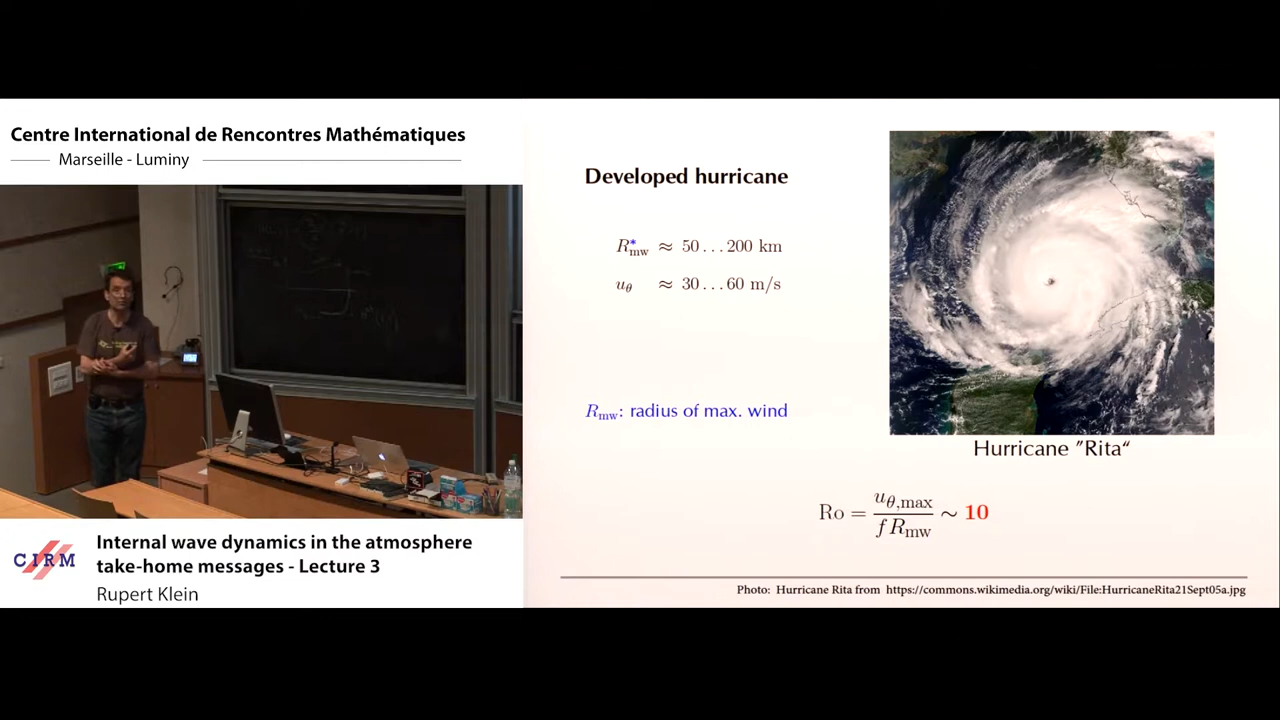 Centre International de Rencontres Mathématiques
Marseille - Luminy
Developed hurricane
R*mw ≈ 50 . . . 200 km
uθ ≈ 30 . . . 60 m/s
Rmw: radius of max. wind
Hurricane ”Rita“
Ro = uθ,max / f Rmw ∼ 10
Photo: Hurricane Rita from https://commons.wikimedia.org/wiki/File:HurricaneRita21Sept05a.jpg
CIRM
Internal wave dynamics in the atmosphere
take-home messages - Lecture 3
Rupert Klein